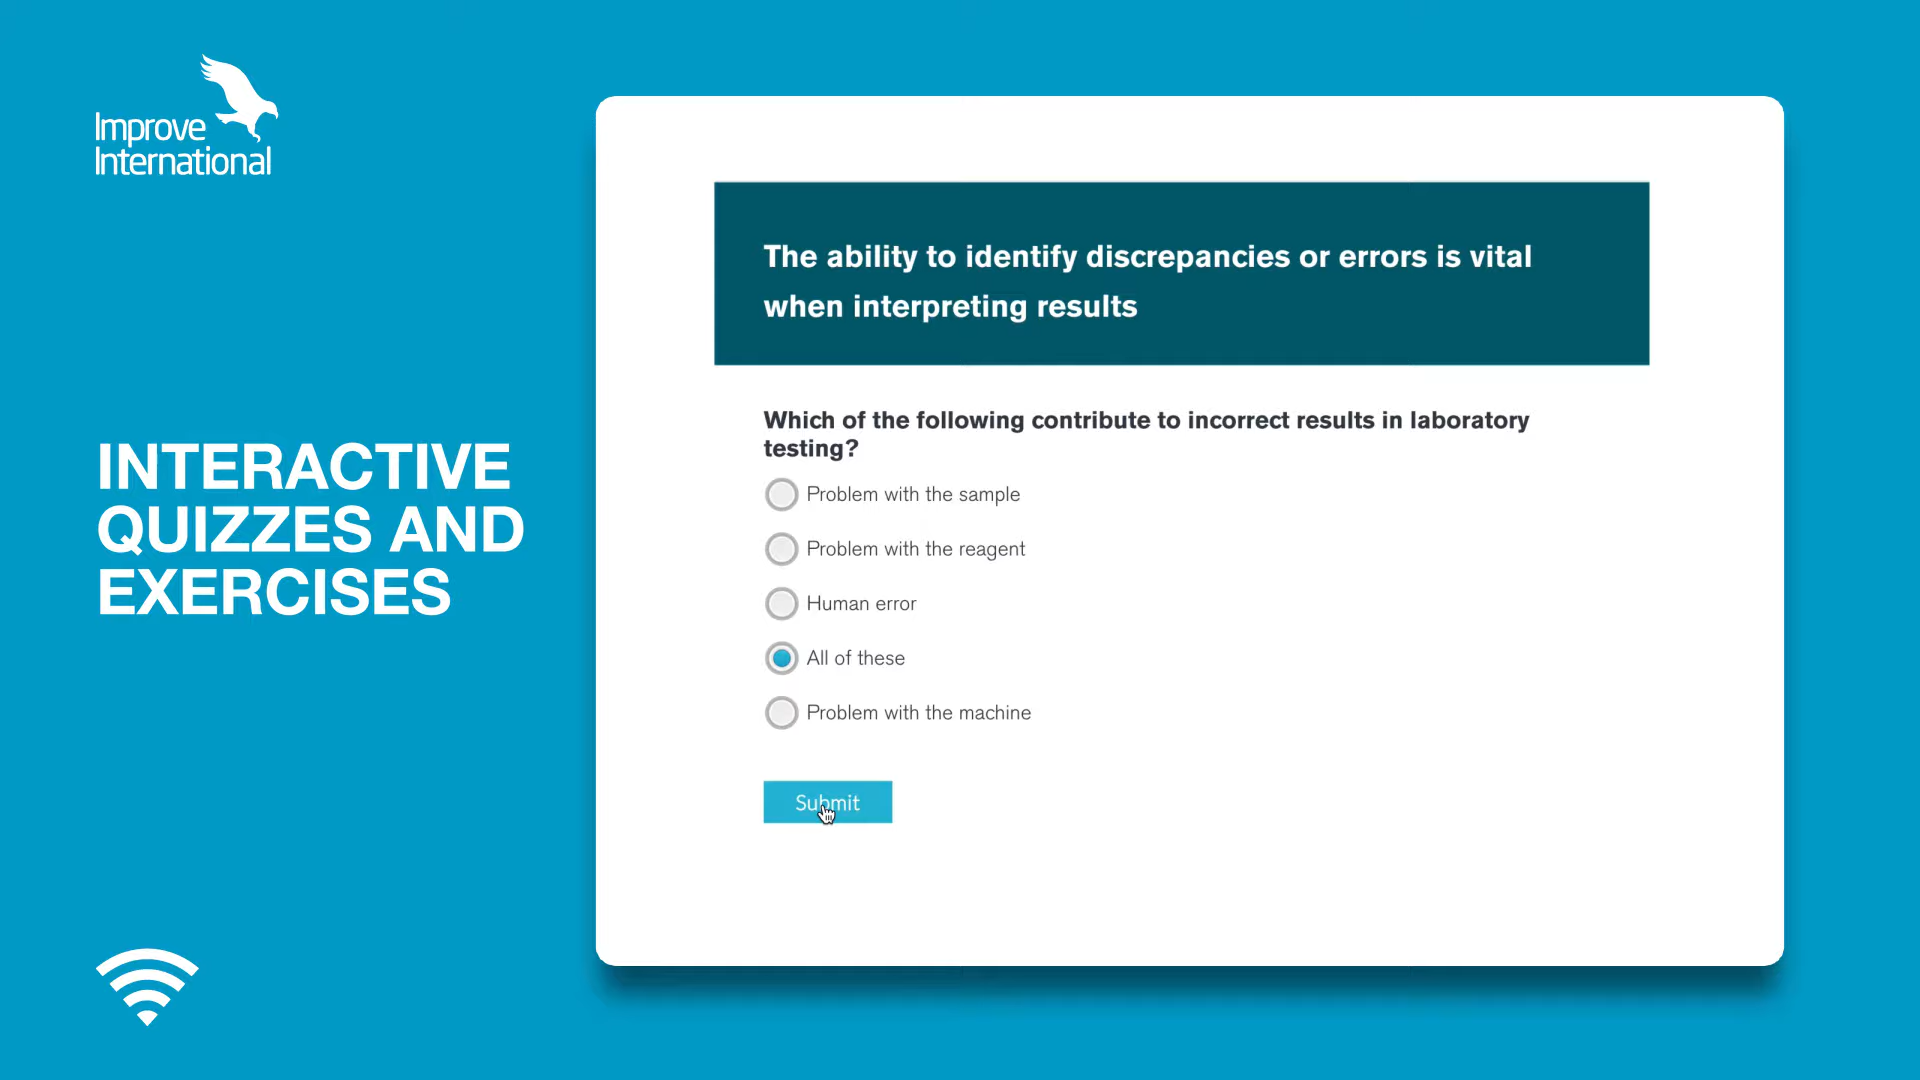 Improve
International
INTERACTIVE
QUIZZES AND
EXERCISES
The ability to identify discrepancies or errors is vital
when interpreting results
Which of the following contribute to incorrect results in laboratory
testing?
Problem with the sample
Problem with the reagent
Human error
All of these
Problem with the machine
Submit